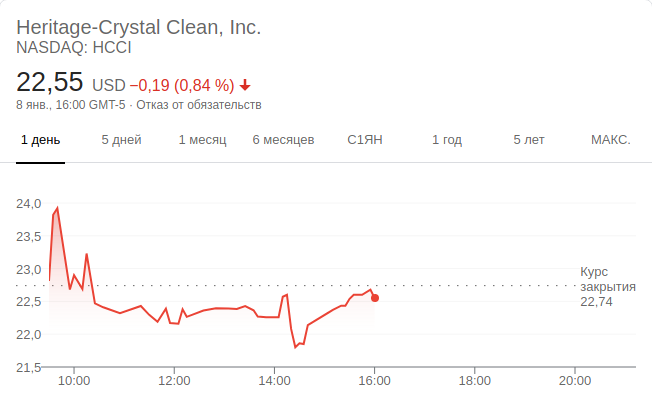 Heritage-Crystal Clean, Inc.
NASDAQ: HCCI
22,55 USD −0,19 (0,84 %)
8 янв., 16:00 GMT-5 · Отказ от обязательств
1 день 5 дней 1 месяц 6 месяцев С1ЯН 1 год 5 лет МАКС.
24,0
23,5
23,0
22,5
22,0
21,5
Курс
закрытия
22,74
10:00 12:00 14:00 16:00 18:00 20:00